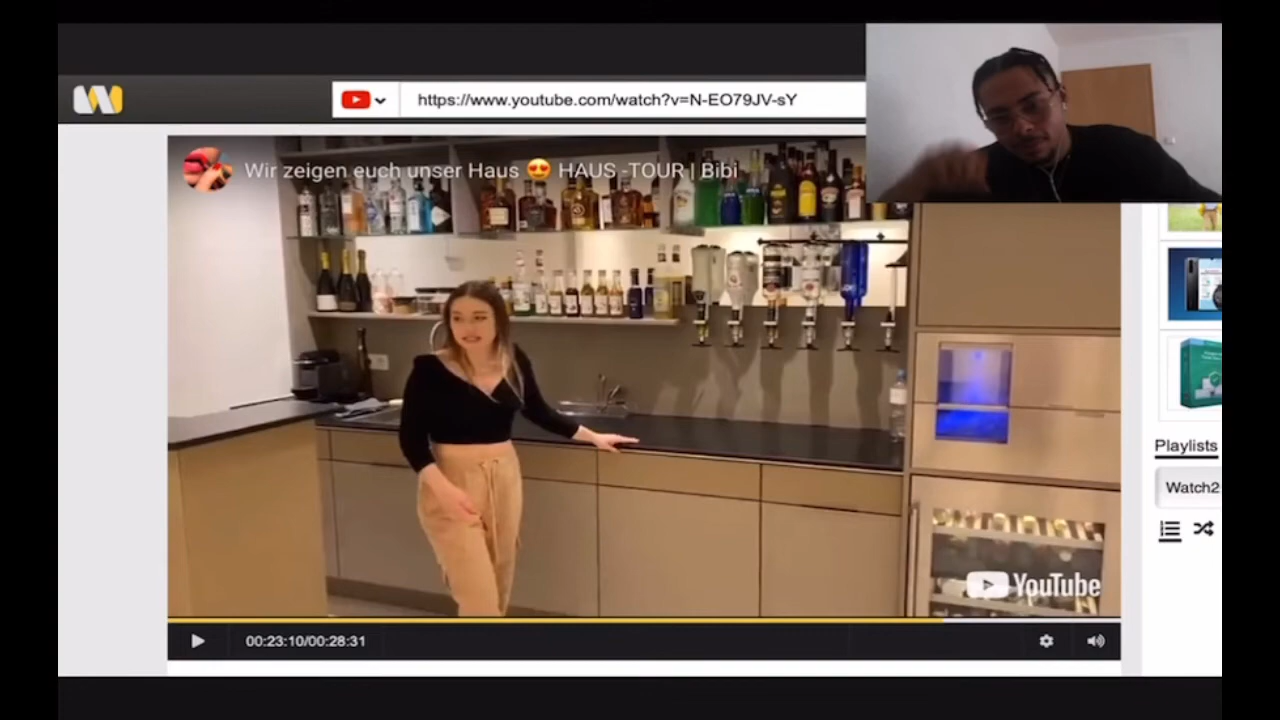 https://www.youtube.com/watch?v=N-EO79JV-sY
Wir zeigen euch unser Haus 😍 HAUS -TOUR | Bibi
Playlists
Watch2
YouTube
00:23:10/00:28:31